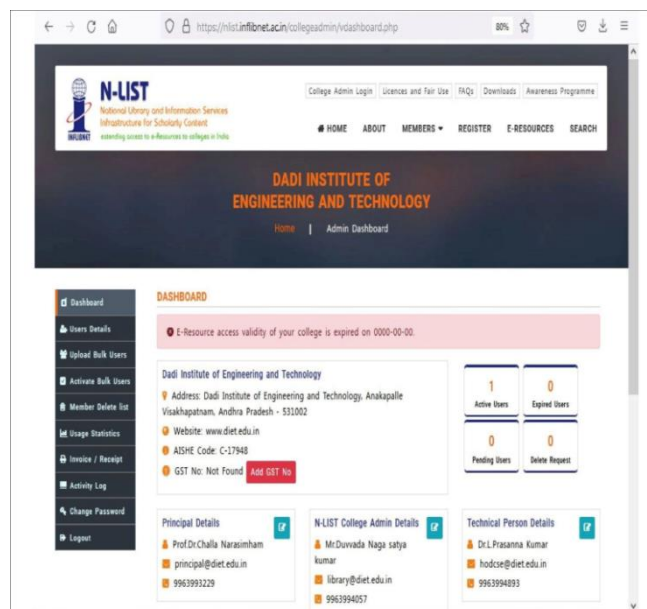 https://nlist.inflibnet.ac.in/collegeadmin/vdashboard.php
80%
N-LIST
National Library and Information Services
Infrastructure for Scholarly Content
extending access to e-Resources to colleges in India
INFLIBNET
College Admin Login
Licences and Fair Use
FAQs
Downloads
Awareness Programme
HOME
ABOUT
MEMBERS
REGISTER
E-RESOURCES
SEARCH
DADI INSTITUTE OF
ENGINEERING AND TECHNOLOGY
Home | Admin Dashboard
Dashboard
Users Details
Upload Bulk Users
Activate Bulk Users
Member Delete list
Usage Statistics
Invoice / Receipt
Activity Log
Change Password
Logout
DASHBOARD
E-Resource access validity of your college is expired on 0000-00-00.
Dadi Institute of Engineering and Technology
Address: Dadi Institute of Engineering and Technology, Anakapalle
Visakhapatnam, Andhra Pradesh - 531002
Website: www.diet.edu.in
AISHE Code: C-17948
GST No: Not Found Add GST No
1
Active Users
0
Expired Users
0
Pending Users
0
Delete Request
Principal Details
Prof.Dr.Challa Narasimham
principal@diet.edu.in
9963993229
N-LIST College Admin Details
Mr.Duvvada Naga satya
kumar
library@diet.edu.in
9963994057
Technical Person Details
Dr.L.Prasanna Kumar
hodcse@diet.edu.in
9963994893